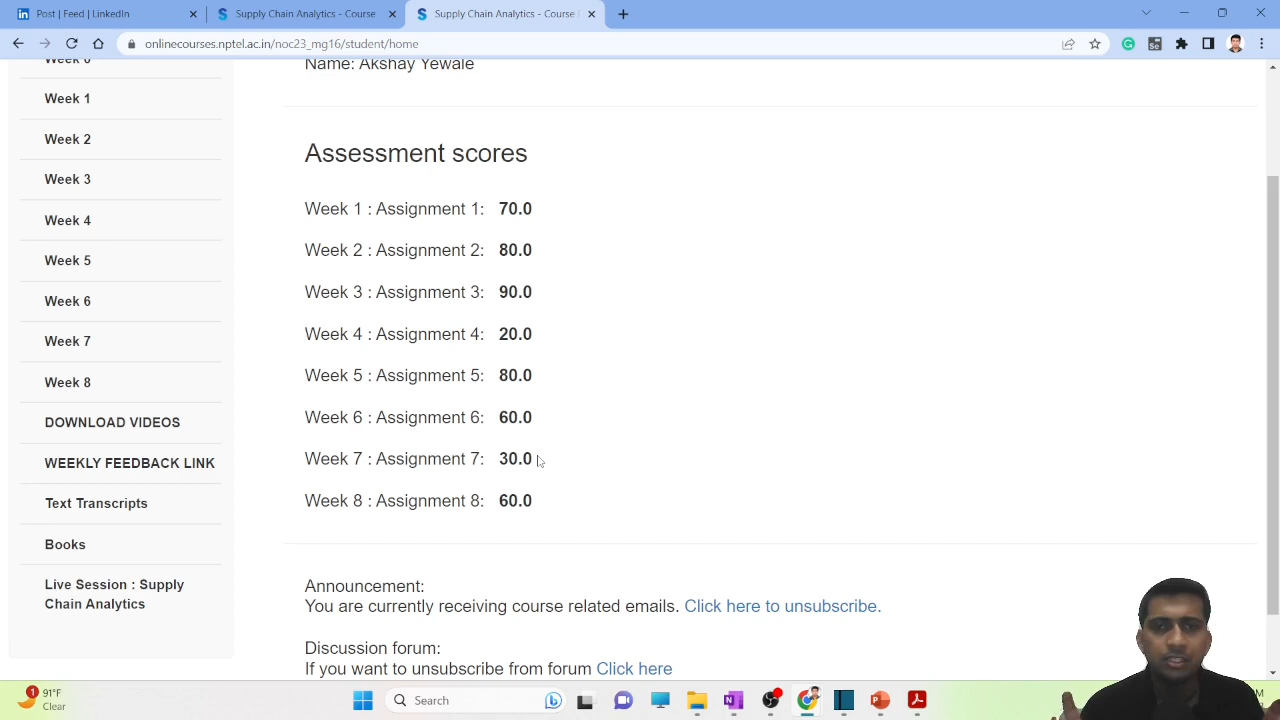 Post | Feed | LinkedIn
Supply Chain Analytics - Course
Supply Chain Analytics - Course
onlinecourses.nptel.ac.in/noc23_mg16/student/home
Name: Akshay Yewale
Week 1
Week 2
Week 3
Week 4
Week 5
Week 6
Week 7
Week 8
DOWNLOAD VIDEOS
WEEKLY FEEDBACK LINK
Text Transcripts
Books
Live Session : Supply
Chain Analytics
Assessment scores
Week 1 : Assignment 1: 70.0
Week 2 : Assignment 2: 80.0
Week 3 : Assignment 3: 90.0
Week 4 : Assignment 4: 20.0
Week 5 : Assignment 5: 80.0
Week 6 : Assignment 6: 60.0
Week 7 : Assignment 7: 30.0
Week 8 : Assignment 8: 60.0
Announcement:
You are currently receiving course related emails. Click here to unsubscribe.
Discussion forum:
If you want to unsubscribe from forum Click here
1
91°F
Clear
Search